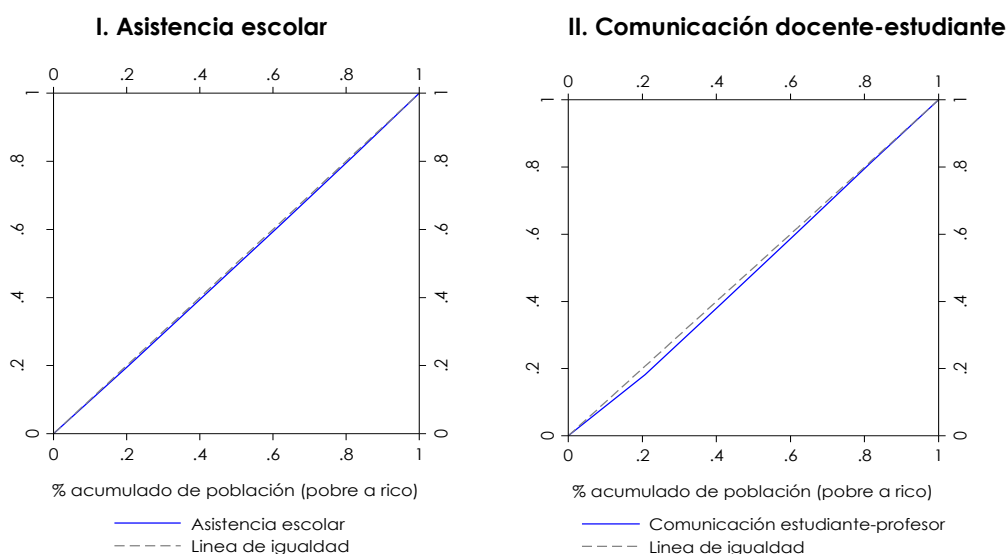 I. Asistencia escolar
0 .2 .4 .6 .8 1
1 1
.8 .8
.6 .6
.4 .4
.2 .2
0 0
0 .2 .4 .6 .8 1
% acumulado de población (pobre a rico)
Asistencia escolar
Linea de igualdad
II. Comunicación docente-estudiante
0 .2 .4 .6 .8 1
1 1
.8 .8
.6 .6
.4 .4
.2 .2
0 0
0 .2 .4 .6 .8 1
% acumulado de población (pobre a rico)
Comunicación estudiante-profesor
Linea de igualdad